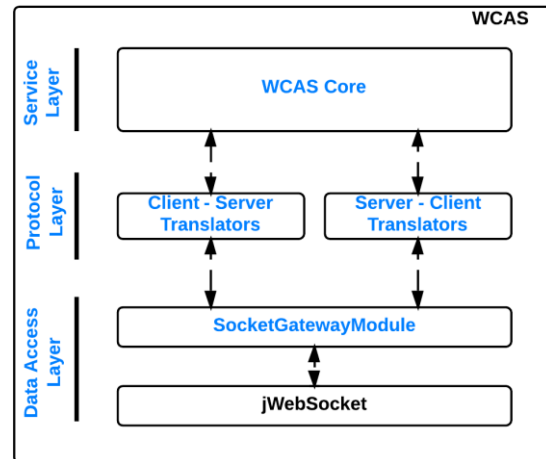 WCAS
Service
Layer
WCAS Core
Protocol
Layer
Client - Server
Translators
Server - Client
Translators
Data Access
Layer
SocketGatewayModule
jWebSocket